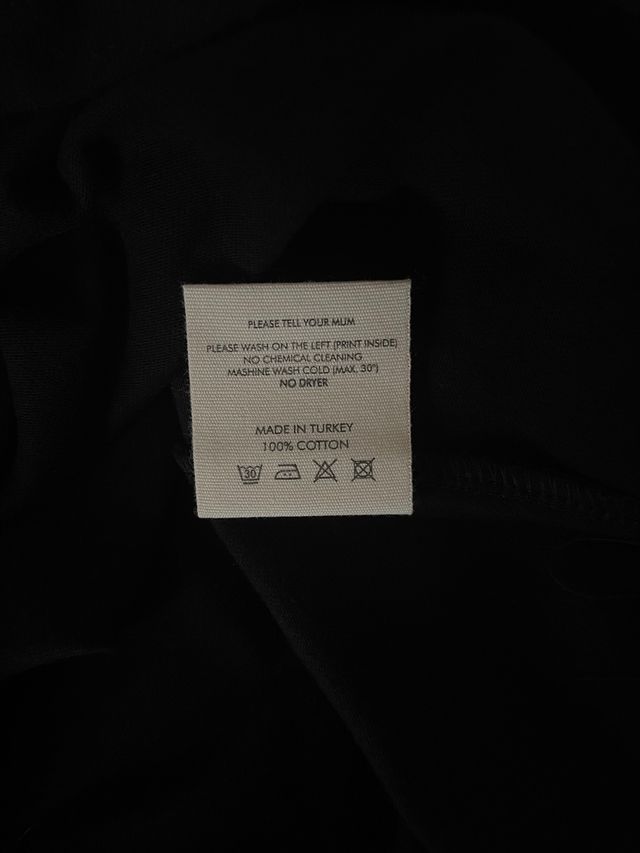 PLEASE TELL YOUR MUM
PLEASE WASH ON THE LEFT (PRINT INSIDE)
NO CHEMICAL CLEANING
MASHINE WASH COLD (MAX. 30°)
NO DRYER
MADE IN TURKEY
100% COTTON
30